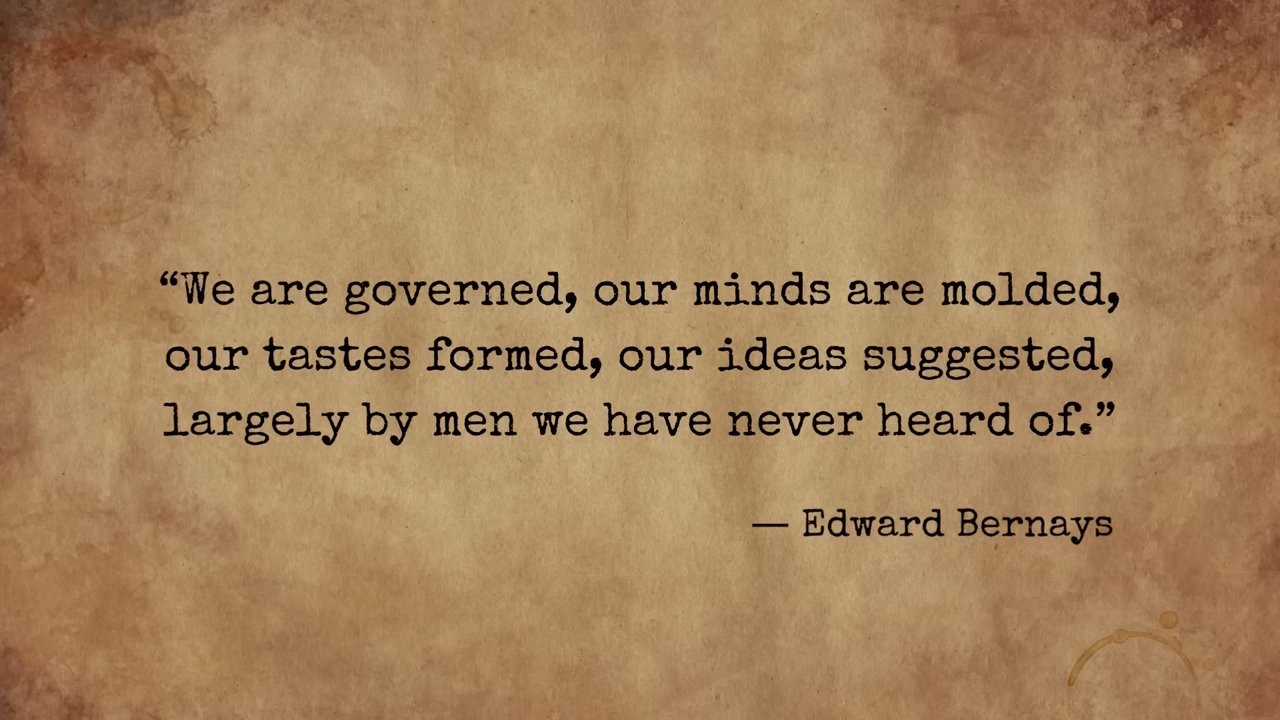 “We are governed, our minds are molded,
our tastes formed, our ideas suggested,
largely by men we have never heard of.”
— Edward Bernays